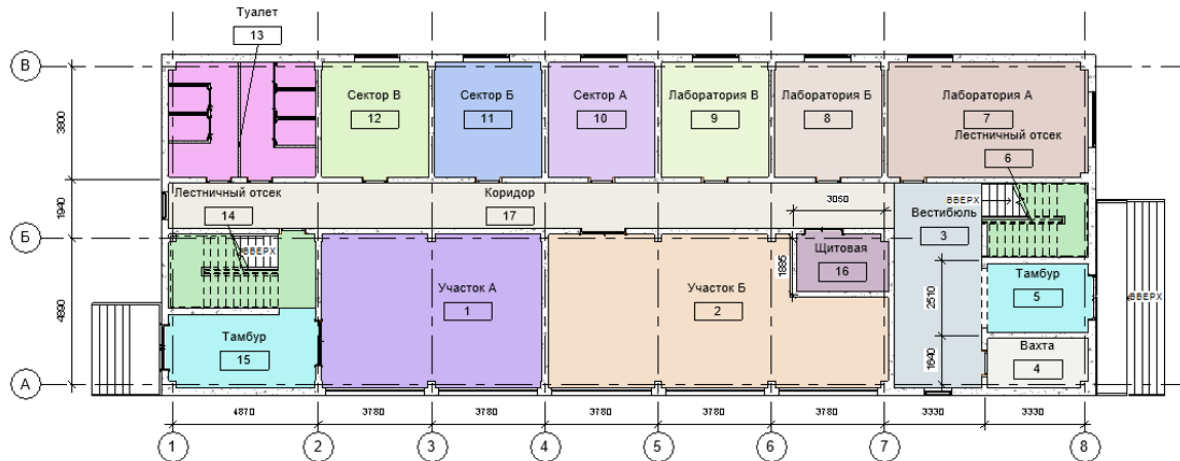 Туалет
13
В
Сектор В
12
Сектор Б
11
Сектор А
10
Лаборатория В
9
Лаборатория Б
8
Лаборатория А
7
3800
Лестничный отсек
6
Лестничный отсек
14
Коридор
17
3050
ВВЕРХ
Вестибюль
3
1940
Б
ВВЕРХ
Щитовая
16
1885
Участок А
1
Участок Б
2
Тамбур
5
2510
ВВЕРХ
4890
Тамбур
15
Вахта
4
1640
А
4870
3780
3780
3780
3780
3780
3330
3330
1
2
3
4
5
6
7
8